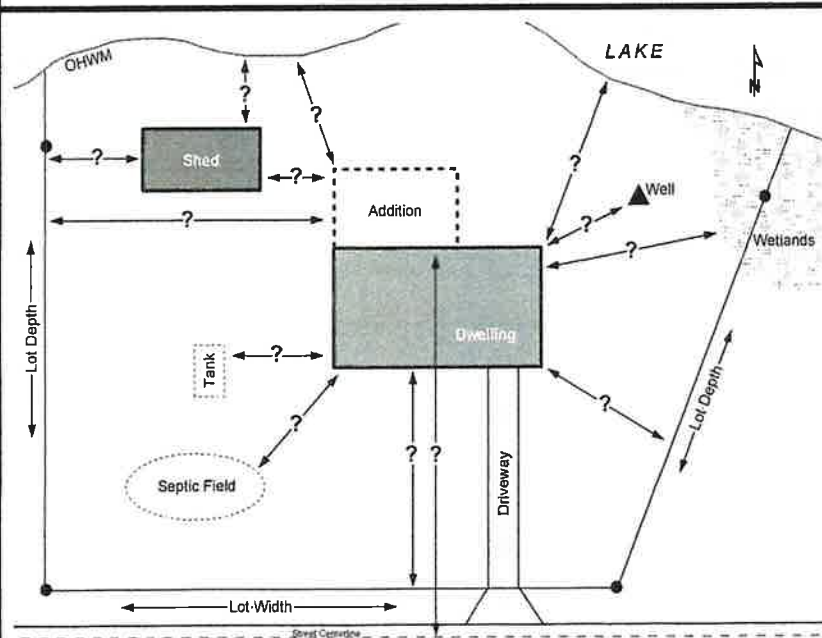 OHWM
LAKE
N
?
?
Shed
?
?
?
Well
?
?
Addition
?
?
Wetlands
Lot Depth
Dwelling
Tank
?
?
?
?
?
Lot Depth
Septic Field
Driveway
Lot Width
Street Centerline